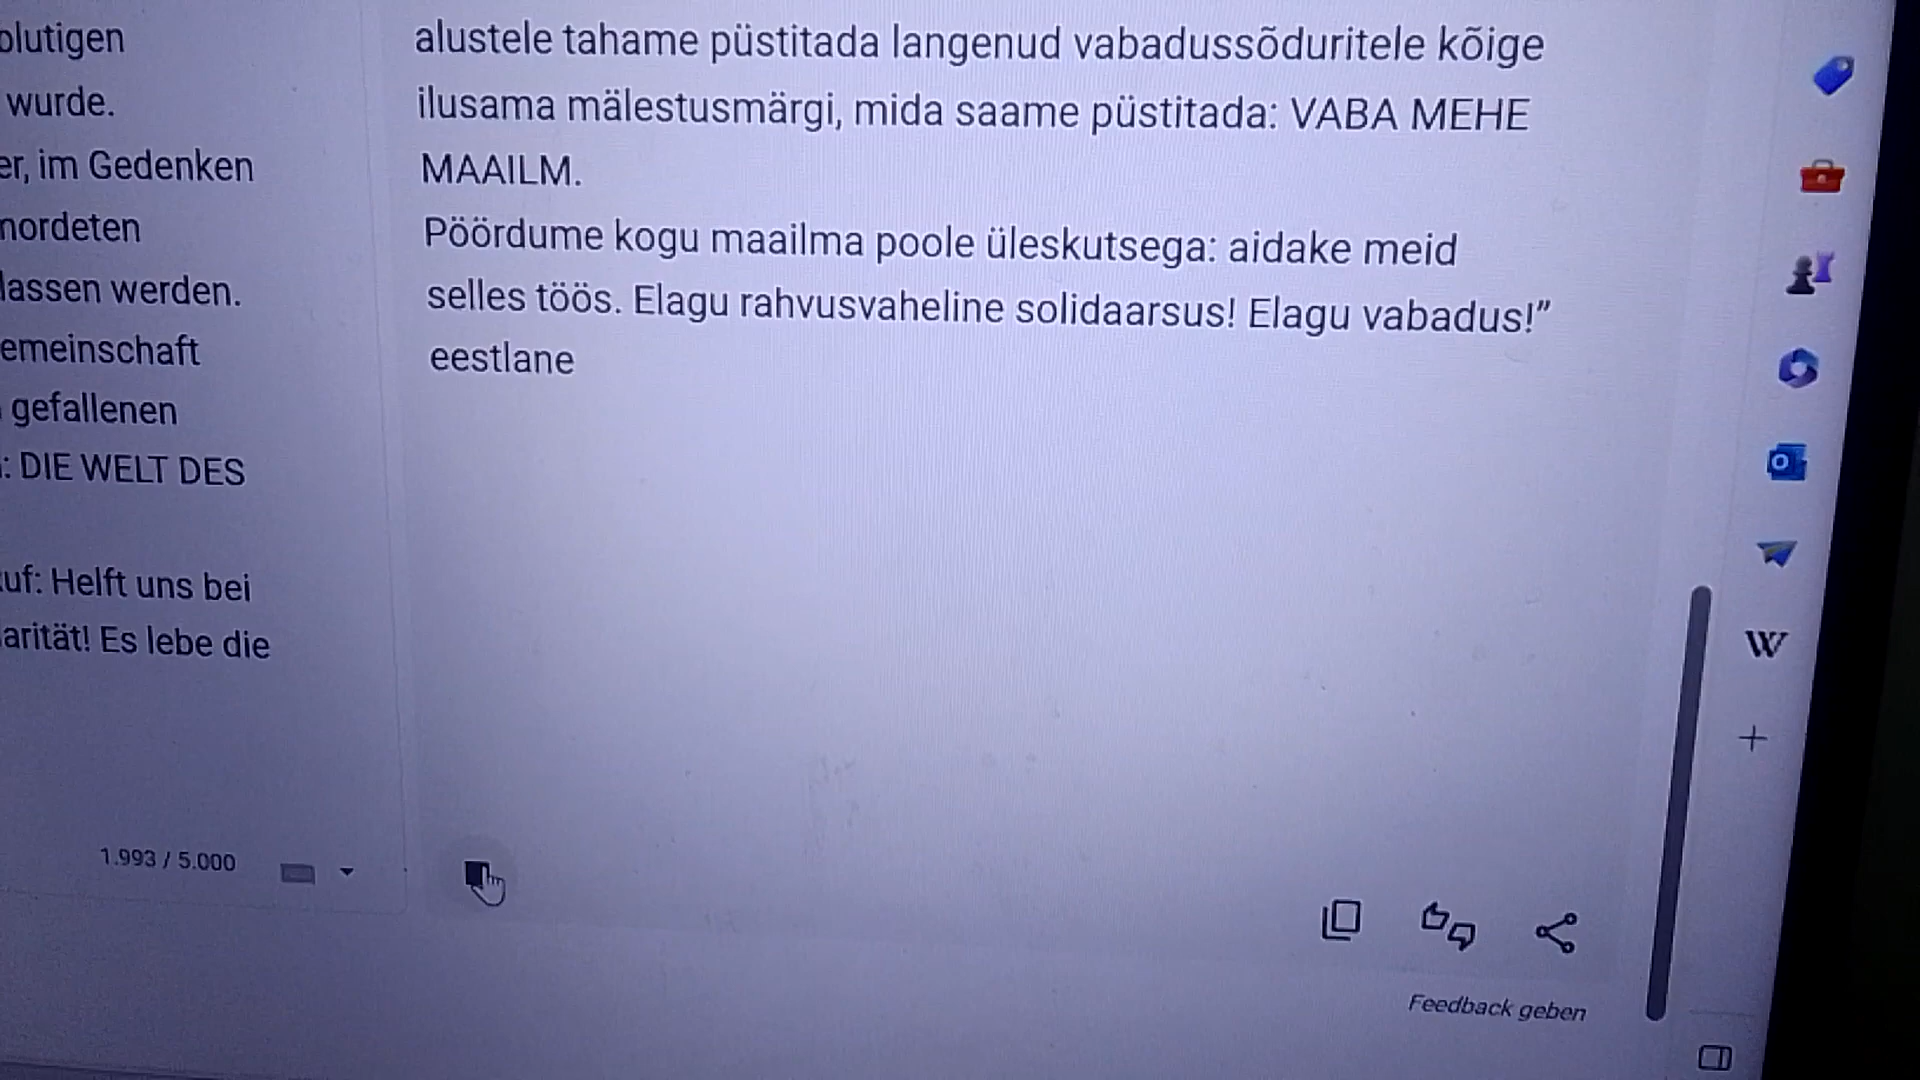 blutigen
wurde.
er, im Gedenken
mordeten
lassen werden.
emeinschaft
gefallenen
: DIE WELT DES
uf: Helft uns bei
arität! Es lebe die
1.993 / 5.000
alustele tahame püstitada langenud vabadussõduritele kõige
ilusama mälestusmärgi, mida saame püstitada: VABA MEHE
MAAILM.
Pöördume kogu maailma poole üleskutsega: aidake meid
selles töös. Elagu rahvusvaheline solidaarsus! Elagu vabadus!”
eestlane
Feedback geben
W